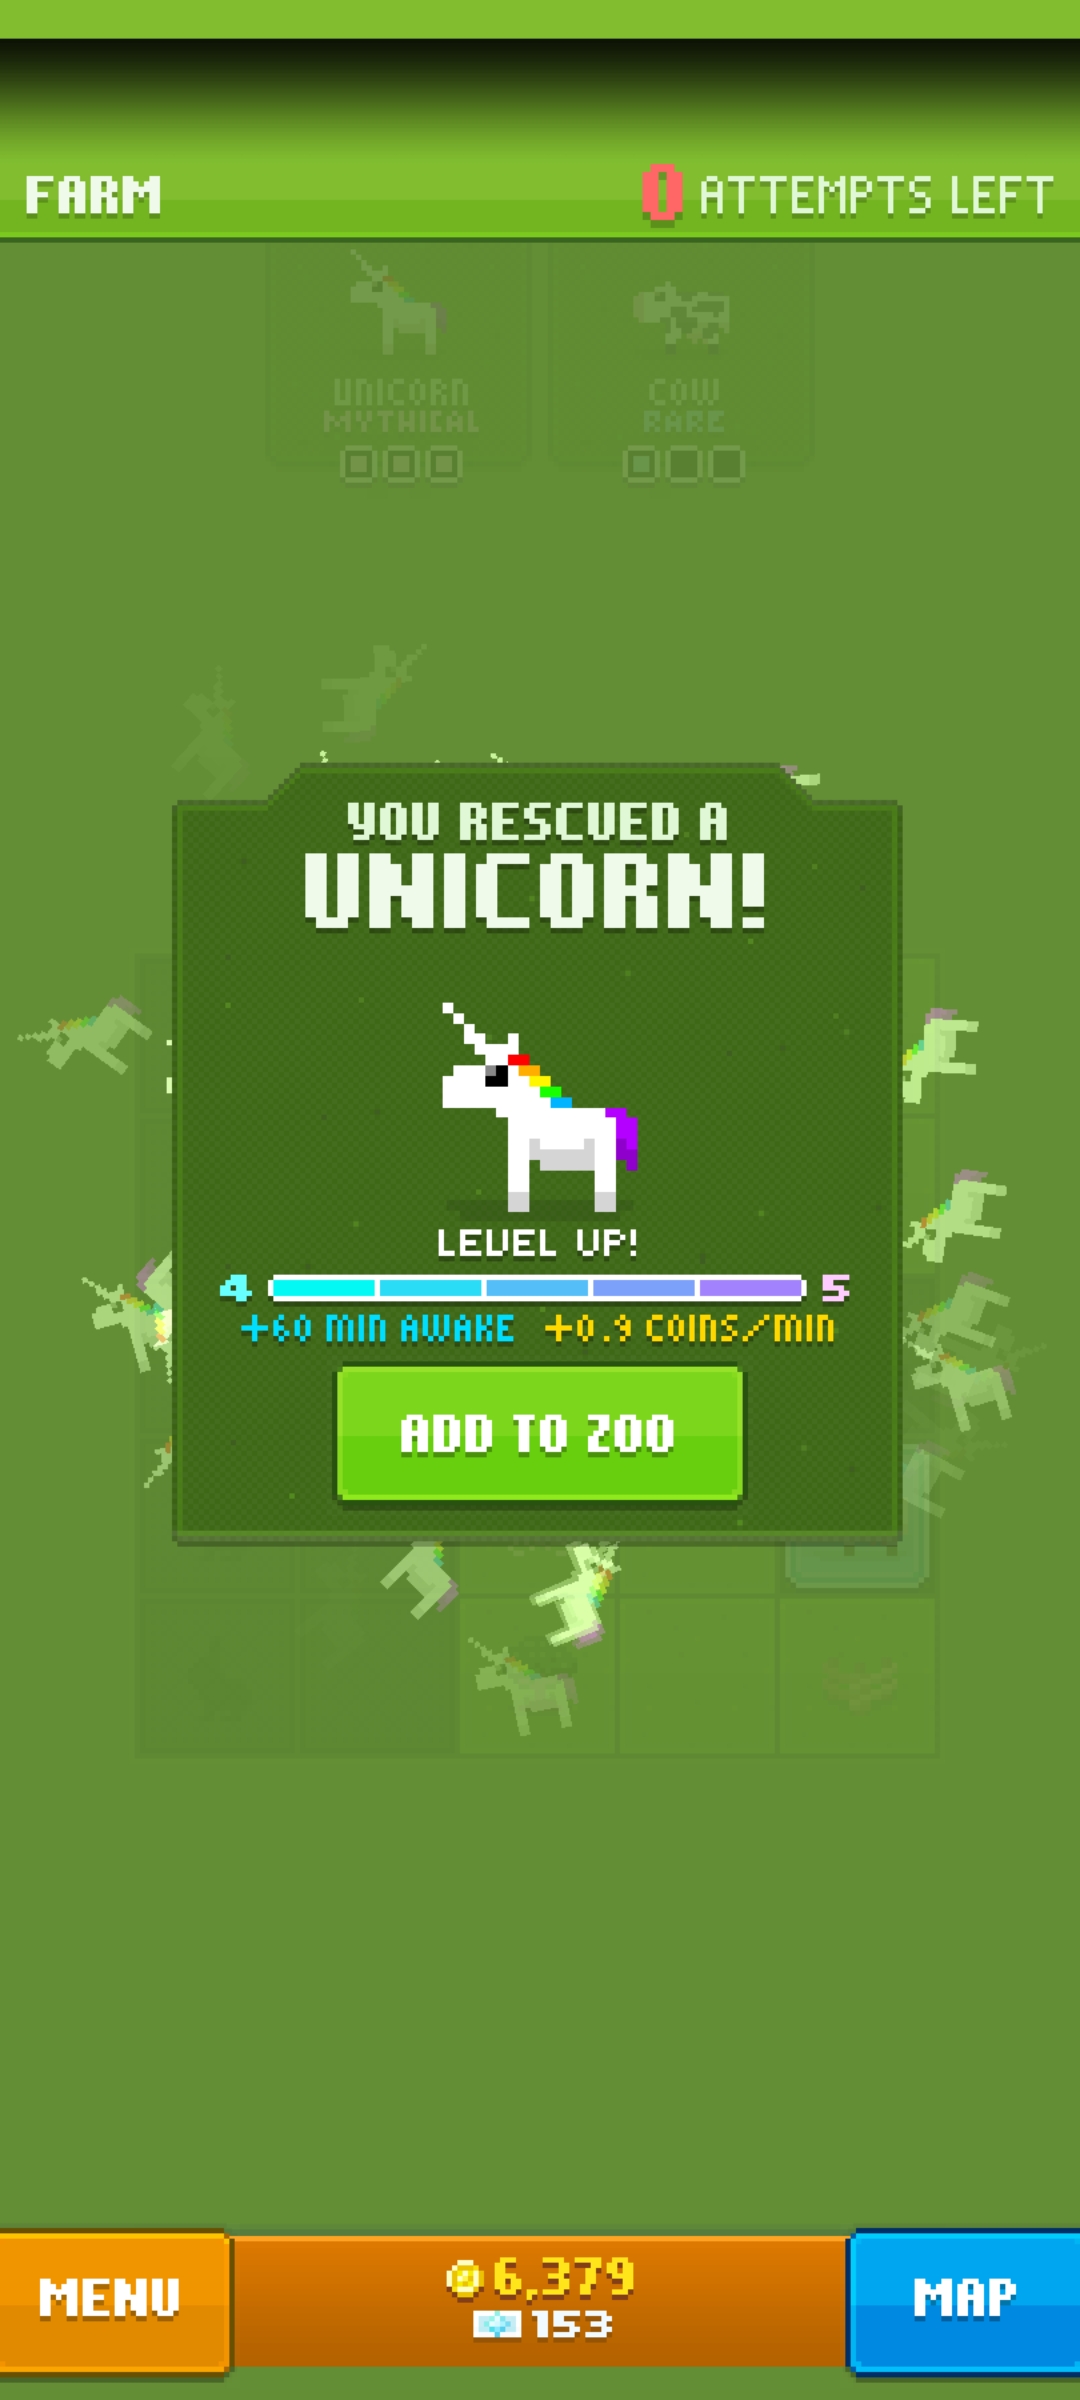 FARM
0 ATTEMPTS LEFT
UNICORN
MYTHICAL
COW
RARE
YOU RESCUED A
UNICORN!
LEVEL UP!
4 5
+60 MIN AWAKE +0.9 COINS/MIN
ADD TO ZOO
MENU
6,379
153
MAP